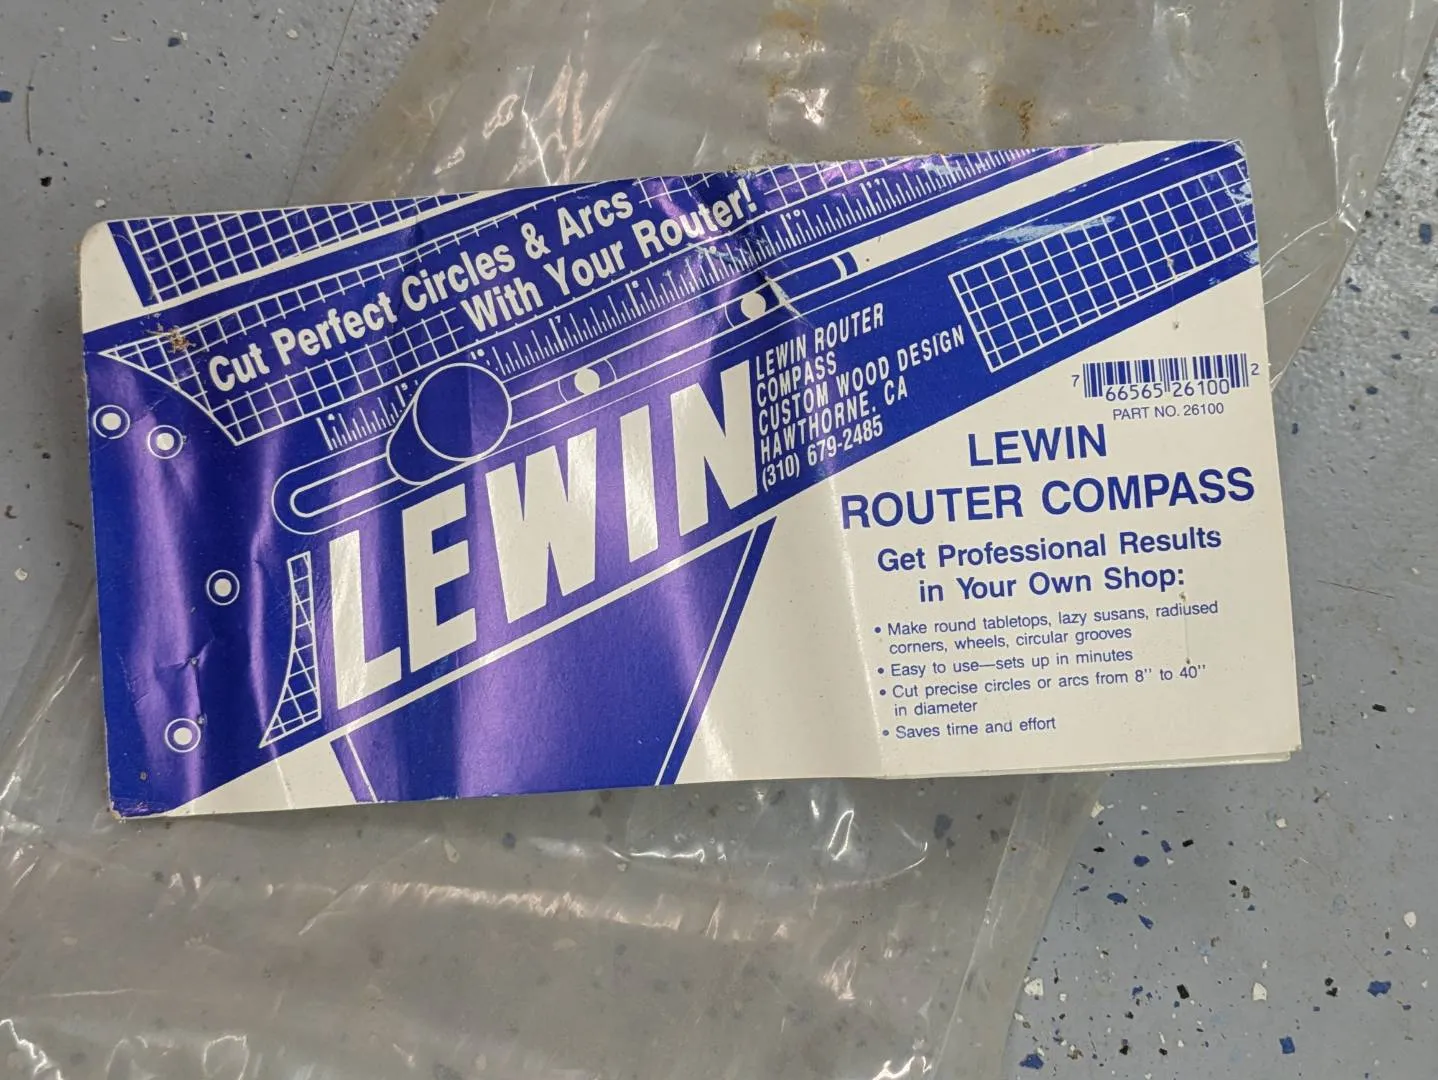 Cut Perfect Circles & Arcs
With Your Router!
LEWIN
LEWIN ROUTER
COMPASS
CUSTOM WOOD DESIGN
HAWTHORNE, CA
(310) 679-2485
7 66565 26100 2
PART NO. 26100
LEWIN
ROUTER COMPASS
Get Professional Results
in Your Own Shop:
• Make round tabletops, lazy susans, radiused
corners, wheels, circular grooves
• Easy to use—sets up in minutes
• Cut precise circles or arcs from 8'' to 40''
in diameter
• Saves time and effort